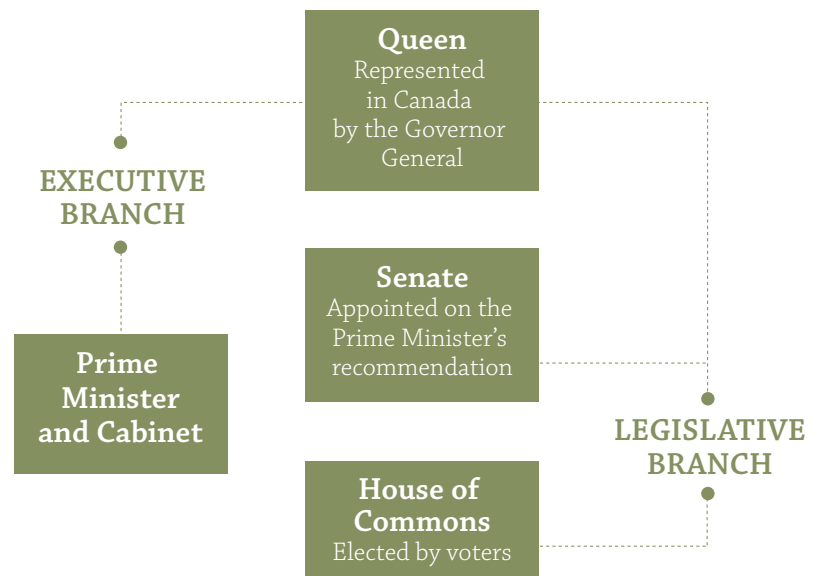 Queen
Represented
in Canada
by the Governor
General
EXECUTIVE
BRANCH
Senate
Appointed on the
Prime Minister’s
recommendation
Prime
Minister
and Cabinet
LEGISLATIVE
BRANCH
House of
Commons
Elected by voters